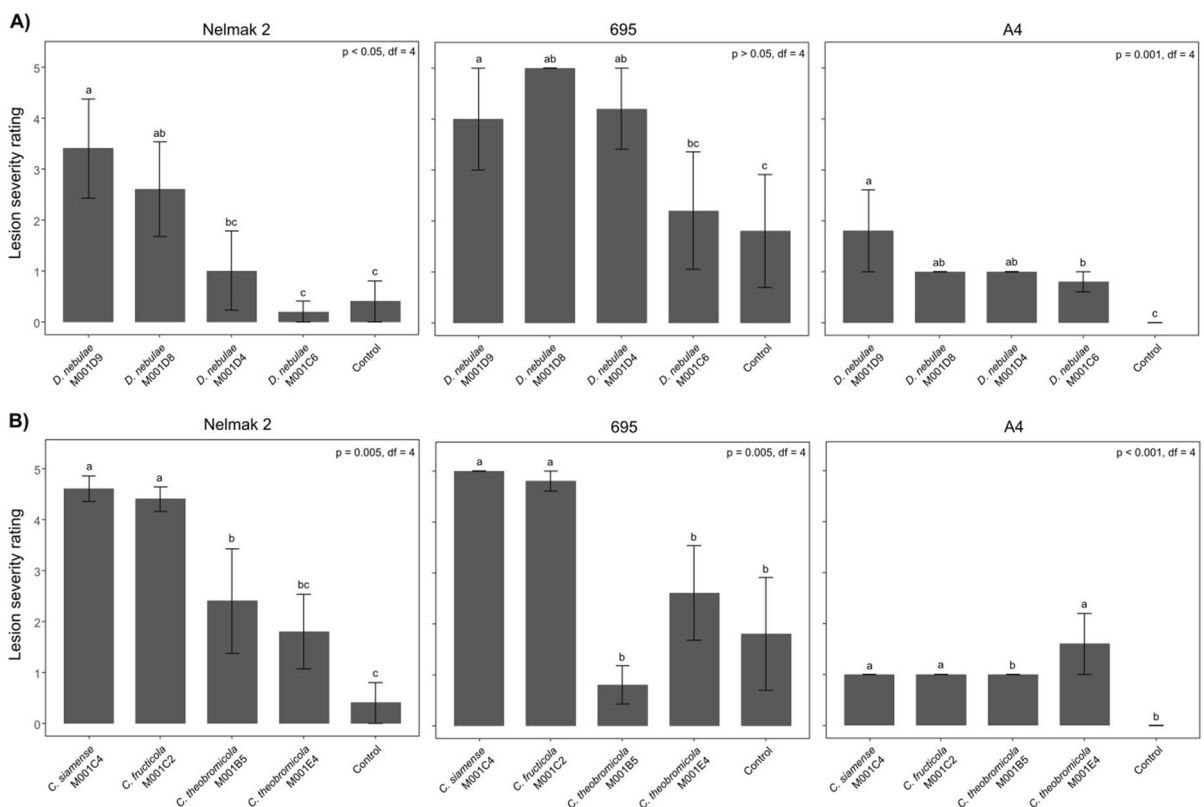 A)
Nelmak 2
695
A4
p < 0.05, df = 4
p > 0.05, df = 4
p = 0.001, df = 4
Lesion severity rating
5
4
3
2
1
0
a
ab
bc
c
c
a
ab
ab
bc
c
a
ab
ab
b
c
D. nebulae
M001D9
D. nebulae
M001D8
D. nebulae
M001D4
D. nebulae
M001C6
Control
D. nebulae
M001D9
D. nebulae
M001D8
D. nebulae
M001D4
D. nebulae
M001C6
Control
D. nebulae
M001D9
D. nebulae
M001D8
D. nebulae
M001D4
D. nebulae
M001C6
Control
B)
Nelmak 2
695
A4
p = 0.005, df = 4
p = 0.005, df = 4
p < 0.001, df = 4
Lesion severity rating
5
4
3
2
1
0
a
a
b
bc
c
a
a
b
b
b
a
a
b
a
b
C. siamense
M001C4
C. fructicola
M001C2
C. theobromicola
M001B5
C. theobromicola
M001E4
Control
C. siamense
M001C4
C. fructicola
M001C2
C. theobromicola
M001B5
C. theobromicola
M001E4
Control
C. siamense
M001C4
C. fructicola
M001C2
C. theobromicola
M001B5
C. theobromicola
M001E4
Control